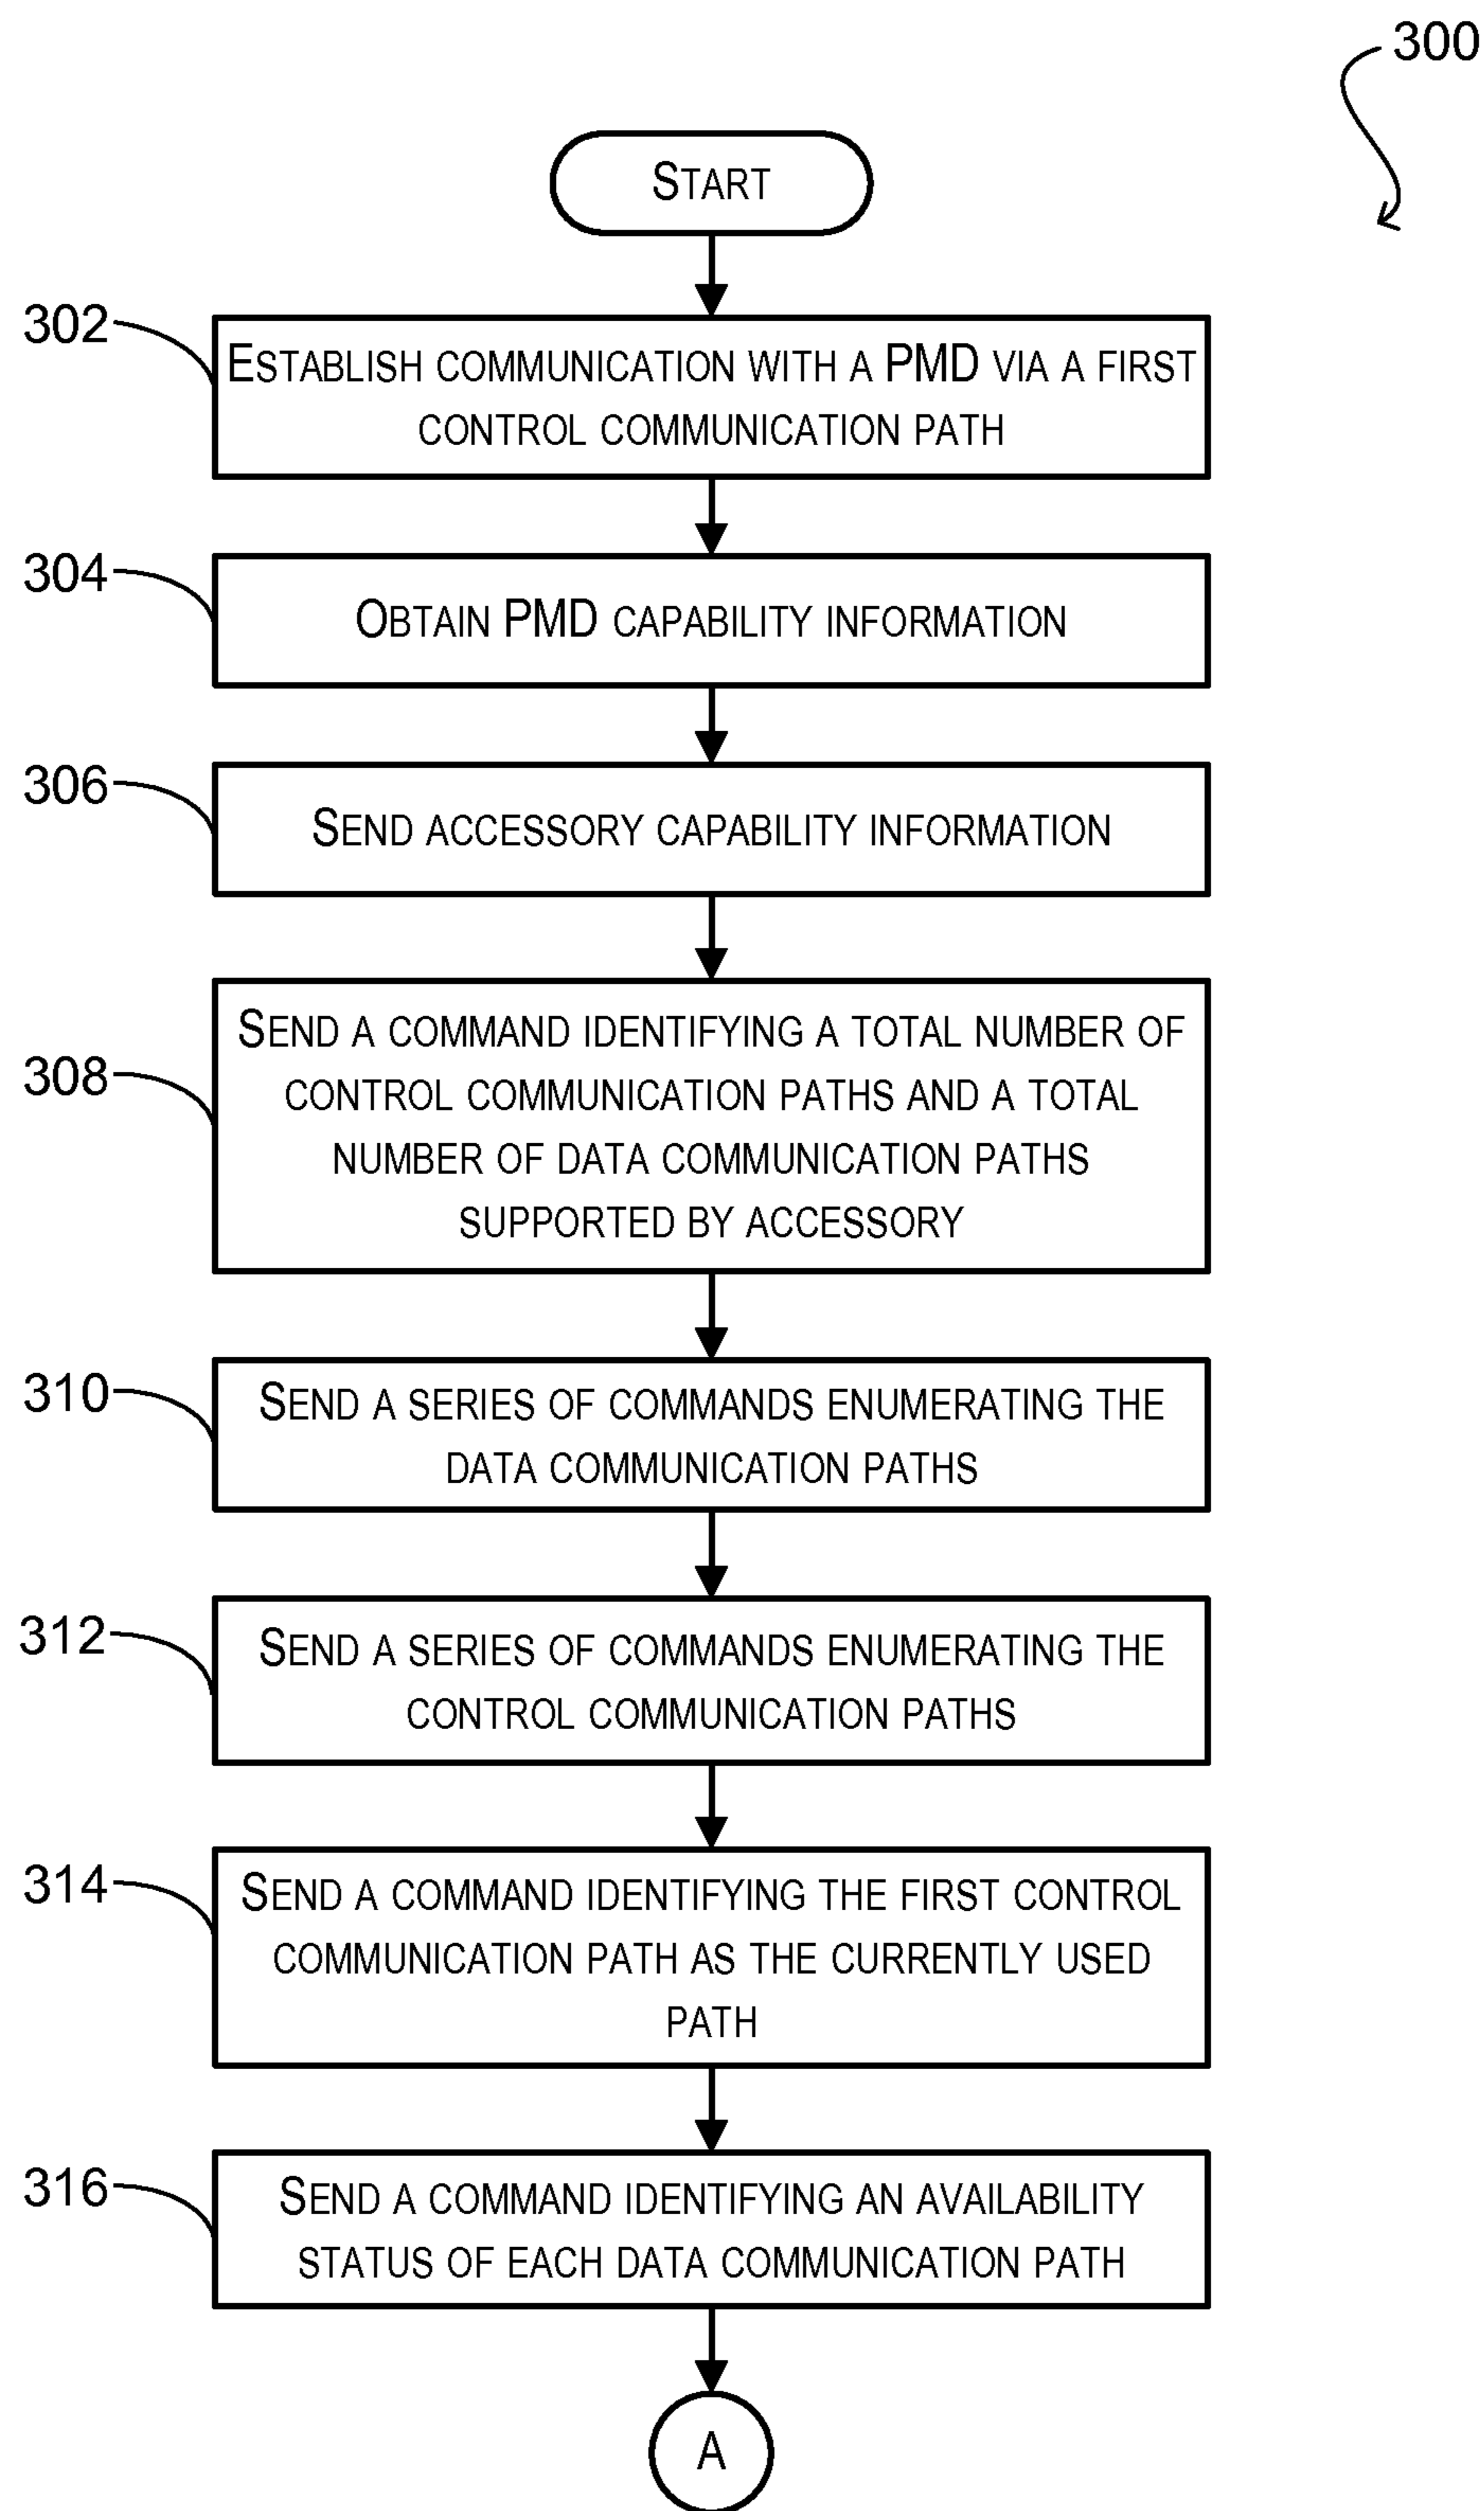 300
START
302
ESTABLISH COMMUNICATION WITH A PMD VIA A FIRST
CONTROL COMMUNICATION PATH
304
OBTAIN PMD CAPABILITY INFORMATION
306
SEND ACCESSORY CAPABILITY INFORMATION
308
SEND A COMMAND IDENTIFYING A TOTAL NUMBER OF
CONTROL COMMUNICATION PATHS AND A TOTAL
NUMBER OF DATA COMMUNICATION PATHS
SUPPORTED BY ACCESSORY
310
SEND A SERIES OF COMMANDS ENUMERATING THE
DATA COMMUNICATION PATHS
312
SEND A SERIES OF COMMANDS ENUMERATING THE
CONTROL COMMUNICATION PATHS
314
SEND A COMMAND IDENTIFYING THE FIRST CONTROL
COMMUNICATION PATH AS THE CURRENTLY USED
PATH
316
SEND A COMMAND IDENTIFYING AN AVAILABILITY
STATUS OF EACH DATA COMMUNICATION PATH
A